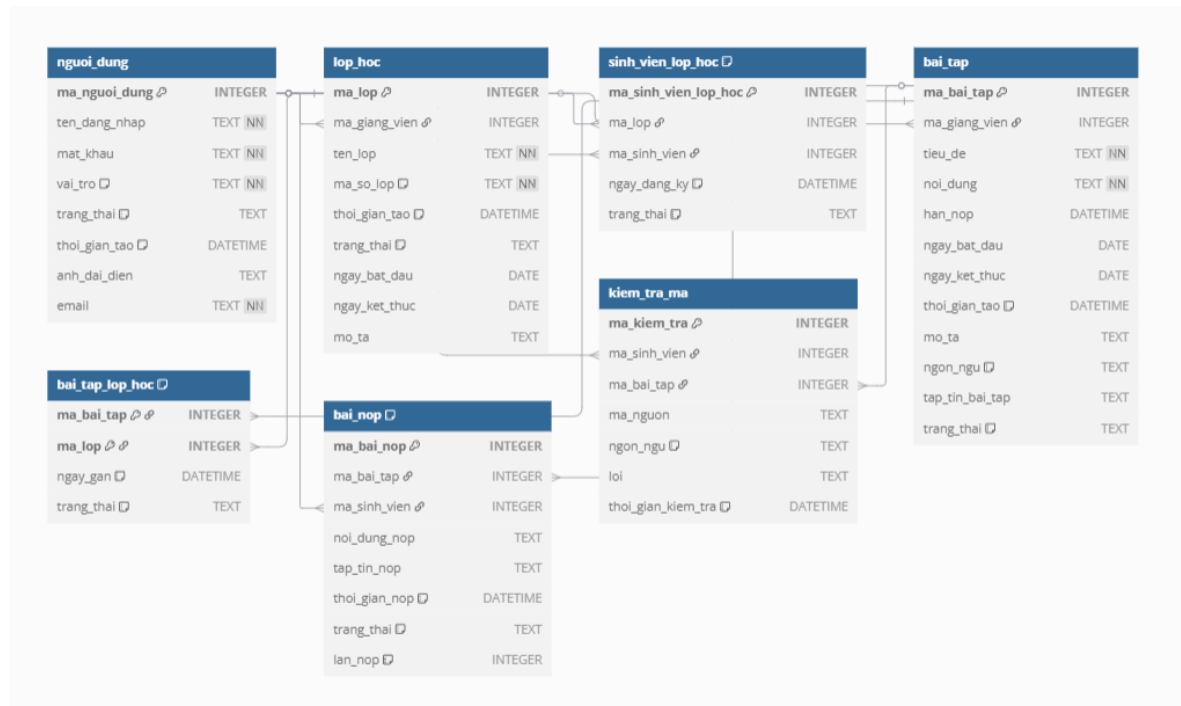 nguoi_dung
ma_nguoi_dung INTEGER
ten_dang_nhap TEXT NN
mat_khau TEXT NN
vai_tro TEXT NN
trang_thai TEXT
thoi_gian_tao DATETIME
anh_dai_dien TEXT
email TEXT NN
lop_hoc
ma_lop INTEGER
ma_giang_vien INTEGER
ten_lop TEXT NN
ma_so_lop TEXT NN
thoi_gian_tao DATETIME
trang_thai TEXT
ngay_bat_dau DATE
ngay_ket_thuc DATE
mo_ta TEXT
sinh_vien_lop_hoc
ma_sinh_vien_lop_hoc INTEGER
ma_lop INTEGER
ma_sinh_vien INTEGER
ngay_dang_ky DATETIME
trang_thai TEXT
bai_tap
ma_bai_tap INTEGER
ma_giang_vien INTEGER
tieu_de TEXT NN
noi_dung TEXT NN
han_nop DATETIME
ngay_bat_dau DATE
ngay_ket_thuc DATE
thoi_gian_tao DATETIME
mo_ta TEXT
ngon_ngu TEXT
tap_tin_bai_tap TEXT
trang_thai TEXT
kiem_tra_ma
ma_kiem_tra INTEGER
ma_sinh_vien INTEGER
ma_bai_tap INTEGER
ma_nguon TEXT
ngon_ngu TEXT
loi TEXT
thoi_gian_kiem_tra DATETIME
bai_tap_lop_hoc
ma_bai_tap INTEGER
ma_lop INTEGER
ngay_gan DATETIME
trang_thai TEXT
bai_nop
ma_bai_nop INTEGER
ma_bai_tap INTEGER
ma_sinh_vien INTEGER
noi_dung_nop TEXT
tap_tin_nop TEXT
thoi_gian_nop DATETIME
trang_thai TEXT
lan_nop INTEGER